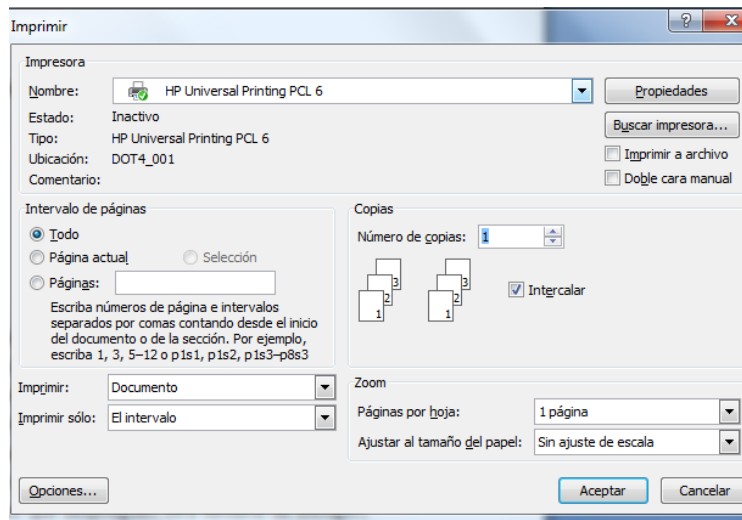 Imprimir
Impresora
Nombre: HP Universal Printing PCL 6 Propiedades
Estado: Inactivo Buscar impresora...
Tipo: HP Universal Printing PCL 6
Ubicación: DOT4_001 Imprimir a archivo
Comentario: Doble cara manual
Intervalo de páginas
Todo
Página actual Selección
Páginas:
Escriba números de página e intervalos
separados por comas contando desde el inicio
del documento o de la sección. Por ejemplo,
escriba 1, 3, 5–12 o p1s1, p1s2, p1s3–p8s3
Copias
Número de copias: 1
3 3
2 2
1 1
Intercalar
Imprimir: Documento
Imprimir sólo: El intervalo
Zoom
Páginas por hoja: 1 página
Ajustar al tamaño del papel: Sin ajuste de escala
Opciones... Aceptar Cancelar